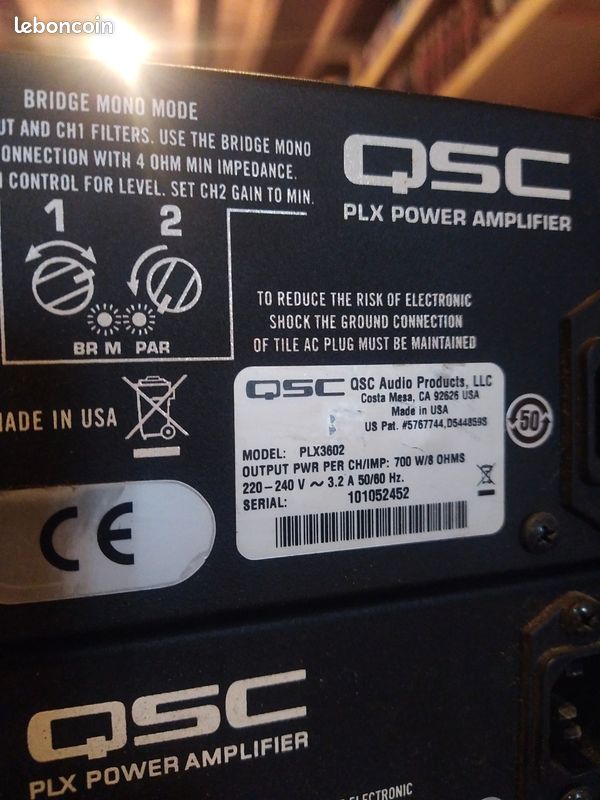 leboncoin
BRIDGE MONO MODE
UT AND CH1 FILTERS. USE THE BRIDGE MONO
ONNECTION WITH 4 OHM MIN IMPEDANCE.
CONTROL FOR LEVEL. SET CH2 GAIN TO MIN.
1 2
BR M PAR
QSC
PLX POWER AMPLIFIER
TO REDUCE THE RISK OF ELECTRONIC
SHOCK THE GROUND CONNECTION
OF TILE AC PLUG MUST BE MAINTAINED
MADE IN USA
QSC QSC Audio Products, LLC
Costa Mesa, CA 92626 USA
Made in USA
US Pat. #5767744,D544859S
MODEL: PLX3602
OUTPUT PWR PER CH/IMP: 700 W/8 OHMS
220-240 V ~ 3.2 A 50/60 Hz.
SERIAL: 101052452
50
CE
QSC
PLX POWER AMPLIFIER
ELECTRONIC